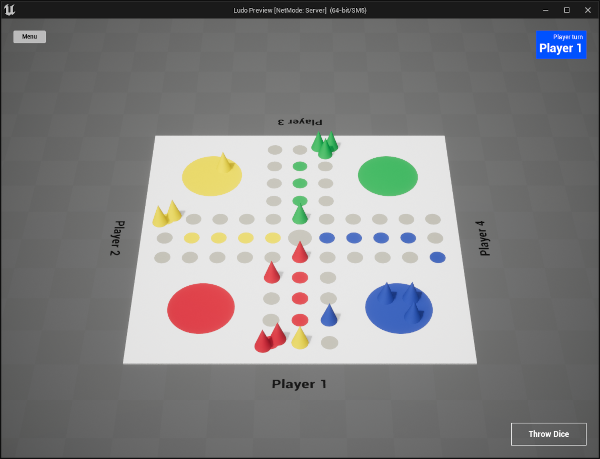 Ludo Preview [NetMode: Server] (64-bit/SM5)
Menu
Player turn
Player 1
Player 3
Player 2
Player 4
Player 1
Throw Dice